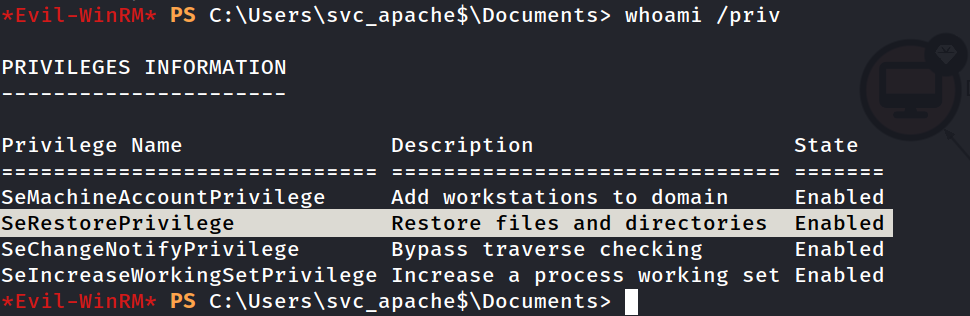 *Evil-WinRM* PS C:\Users\svc_apache$\Documents> whoami /priv
PRIVILEGES INFORMATION
----------------------
Privilege Name                Description                    State
============================= ============================== =======
SeMachineAccountPrivilege     Add workstations to domain     Enabled
SeRestorePrivilege            Restore files and directories  Enabled
SeChangeNotifyPrivilege       Bypass traverse checking       Enabled
SeIncreaseWorkingSetPrivilege Increase a process working set Enabled
*Evil-WinRM* PS C:\Users\svc_apache$\Documents>